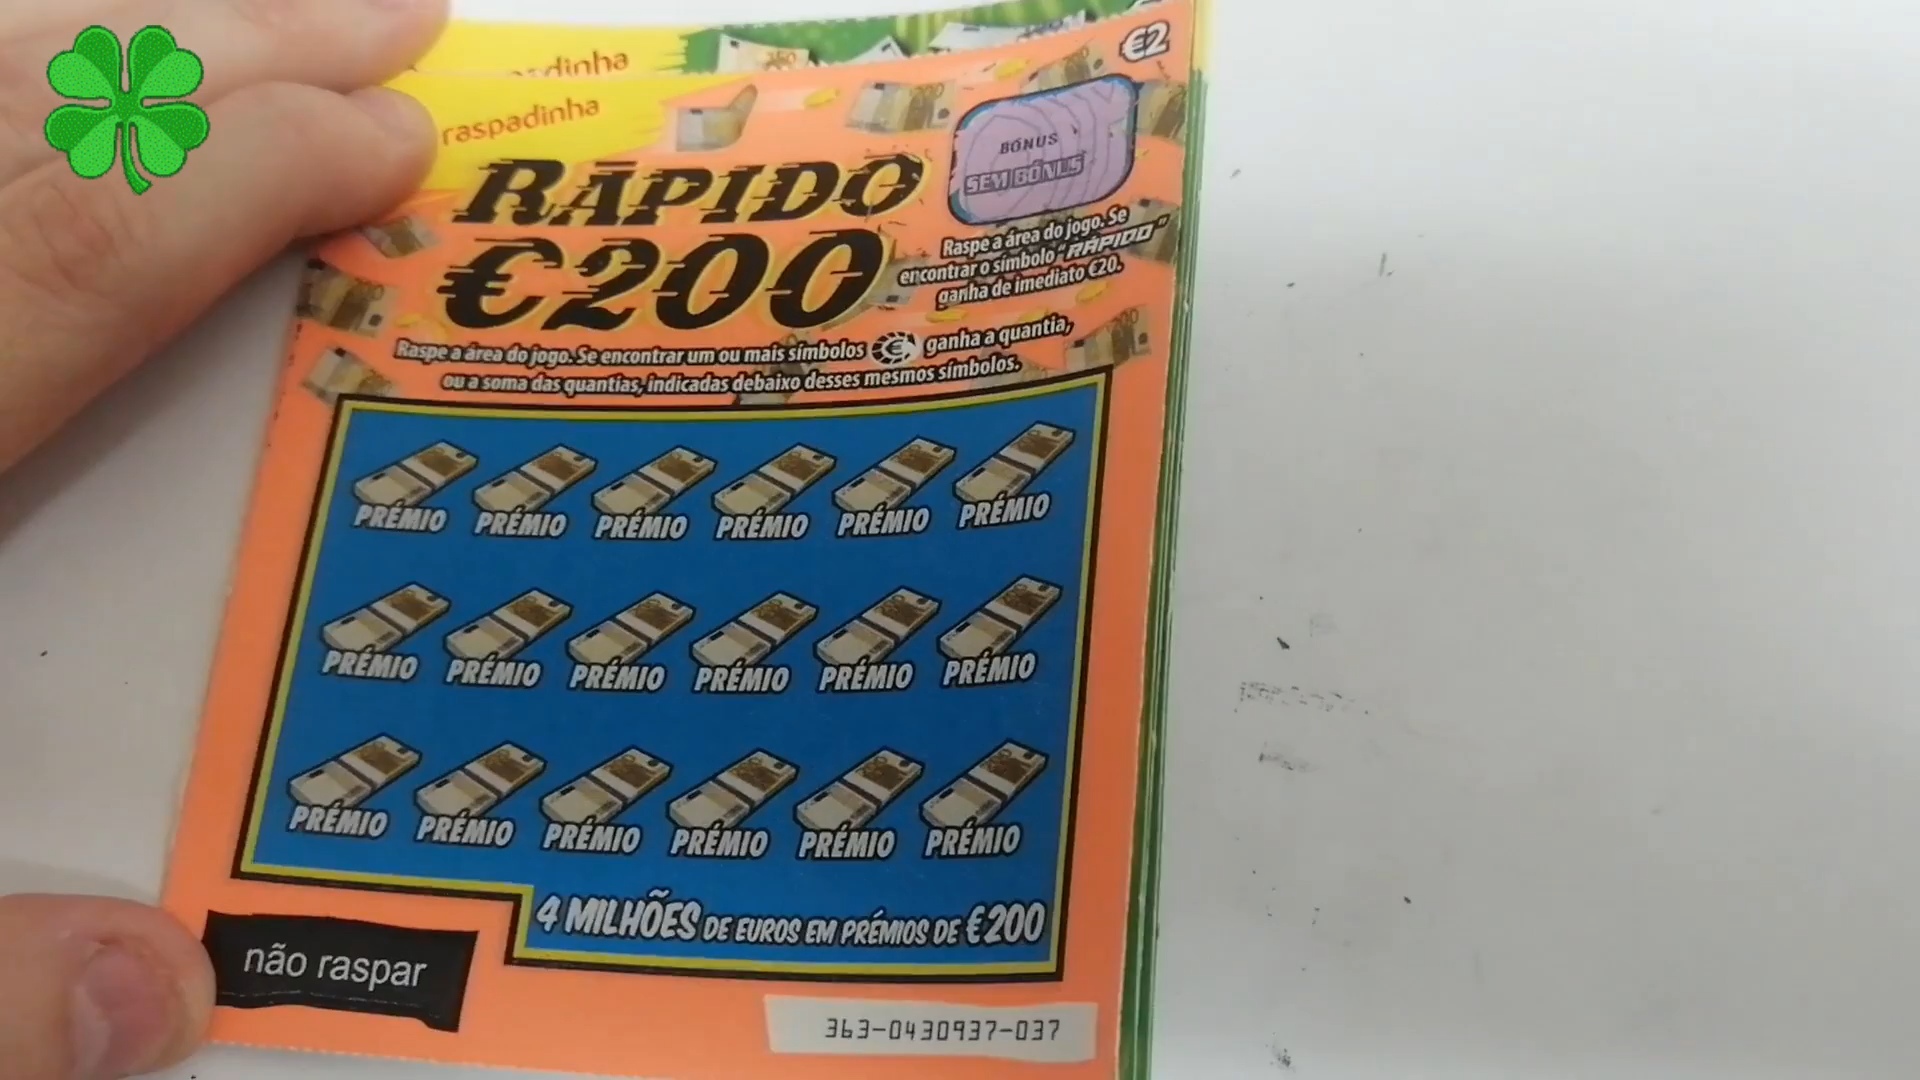 raspadinha
€2
raspadinha
BÓNUS
SEM BÓNUS
RÁPIDO
€200
Raspe a área do jogo. Se
encontrar o símbolo "RÁPIDO"
ganha de imediato €20.
Raspe a área do jogo. Se encontrar um ou mais símbolos € ganha a quantia,
ou a soma das quantias, indicadas debaixo desses mesmos símbolos.
PRÉMIO PRÉMIO PRÉMIO PRÉMIO PRÉMIO PRÉMIO
PRÉMIO PRÉMIO PRÉMIO PRÉMIO PRÉMIO PRÉMIO
PRÉMIO PRÉMIO PRÉMIO PRÉMIO PRÉMIO PRÉMIO
4 MILHÕES DE EUROS EM PRÉMIOS DE €200
não raspar
363-0430937-037